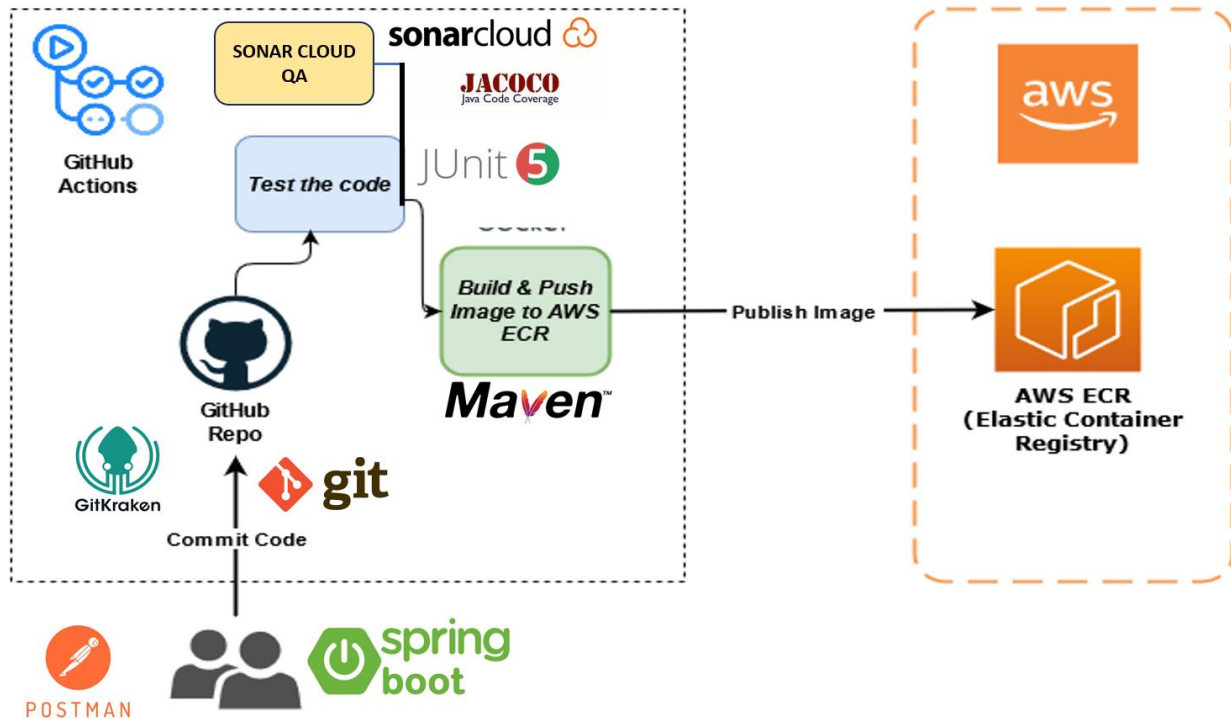 SONAR CLOUD
QA
sonarcloud
JACOCO
Java Code Coverage
GitHub
Actions
Test the code
JUnit 5
Build & Push
Image to AWS
ECR
Maven™
GitHub
Repo
GitKraken
git
Commit Code
Publish Image
aws
AWS ECR
(Elastic Container
Registry)
POSTMAN
spring
boot